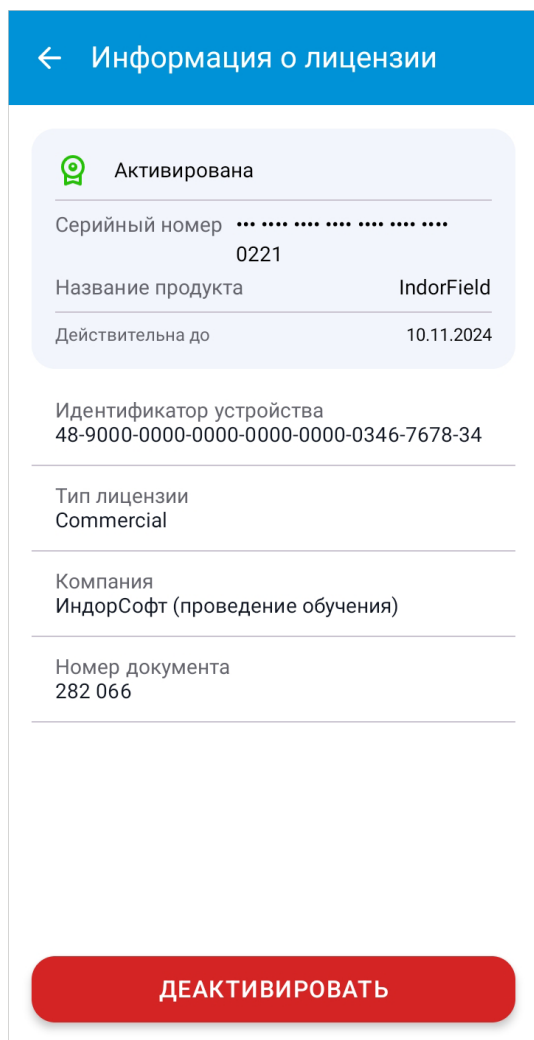 Информация о лицензии
Активирована
Серийный номер ••• •••• •••• •••• •••• •••• ••••
0221
Название продукта IndorField
Действительна до 10.11.2024
Идентификатор устройства
48-9000-0000-0000-0000-0000-0346-7678-34
Тип лицензии
Commercial
Компания
ИндорСофт (проведение обучения)
Номер документа
282 066
ДЕАКТИВИРОВАТЬ